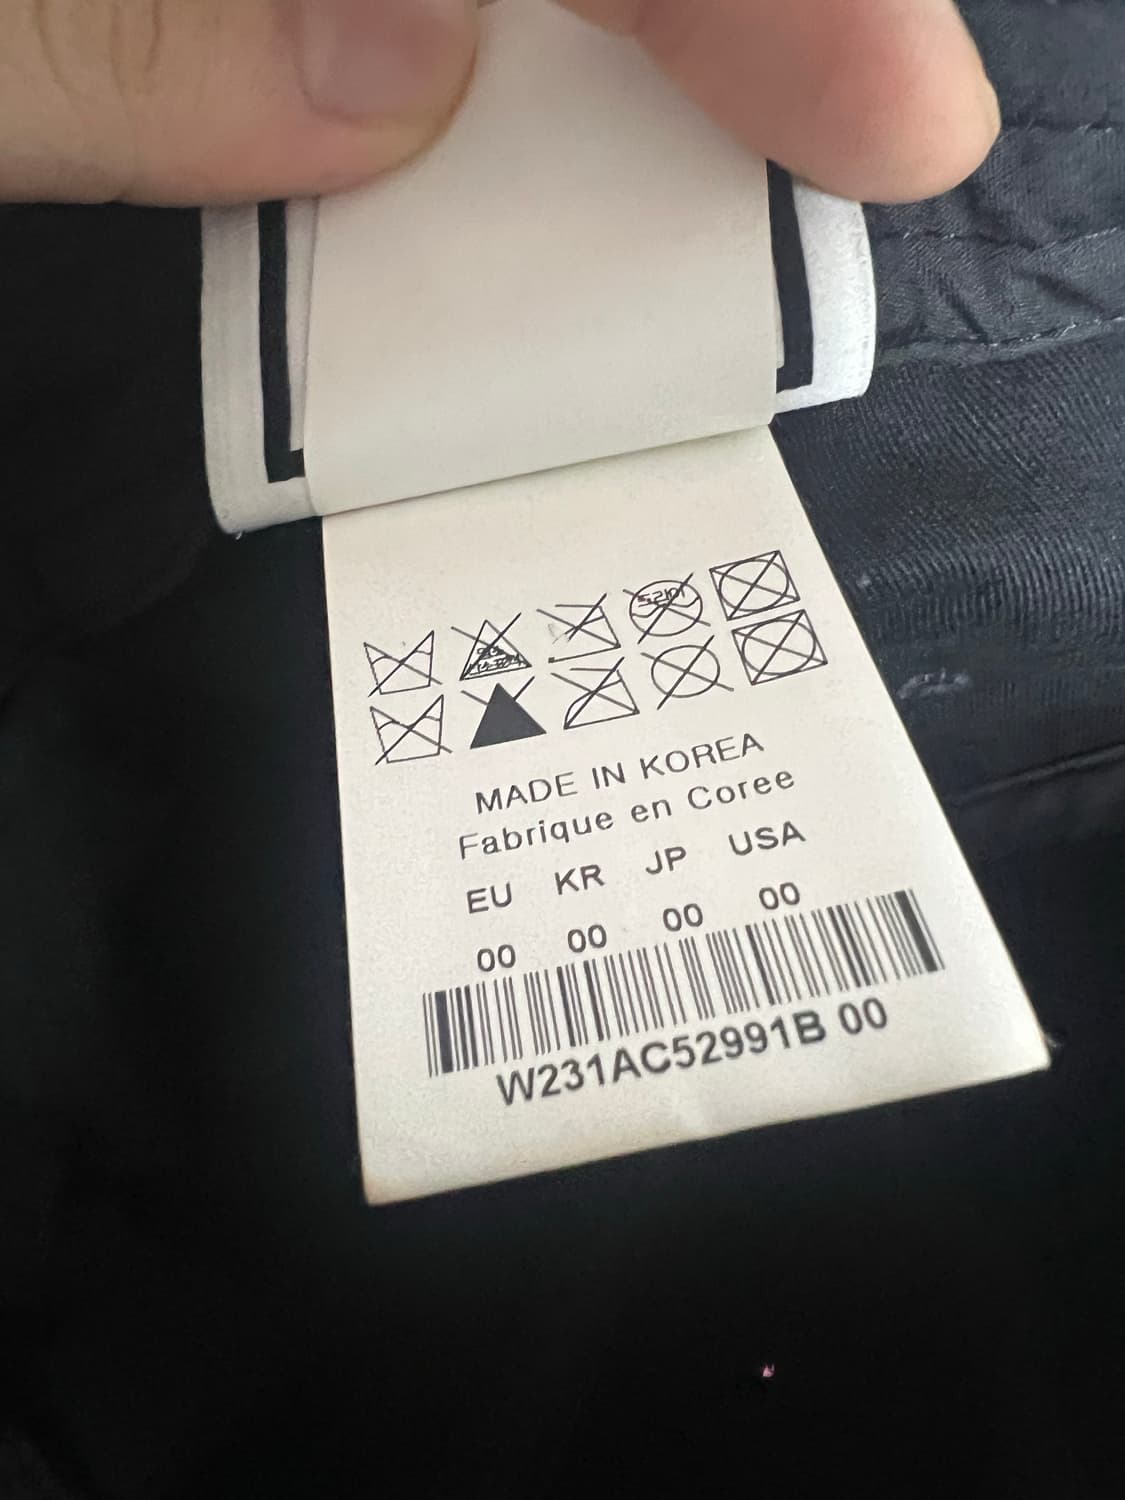 MADE IN KOREA
Fabrique en Coree
EU KR JP USA
00 00 00 00
W231AC52991B 00